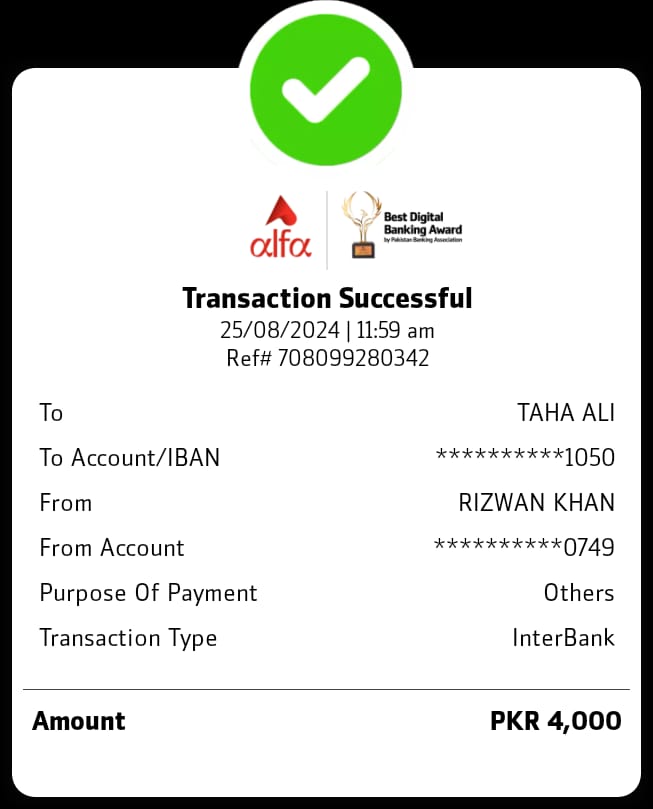 alfa
Best Digital
Banking Award
by Pakistan Banking Association
Transaction Successful
25/08/2024 | 11:59 am
Ref# 708099280342
To TAHA ALI
To Account/IBAN **********1050
From RIZWAN KHAN
From Account **********0749
Purpose Of Payment Others
Transaction Type InterBank
Amount PKR 4,000